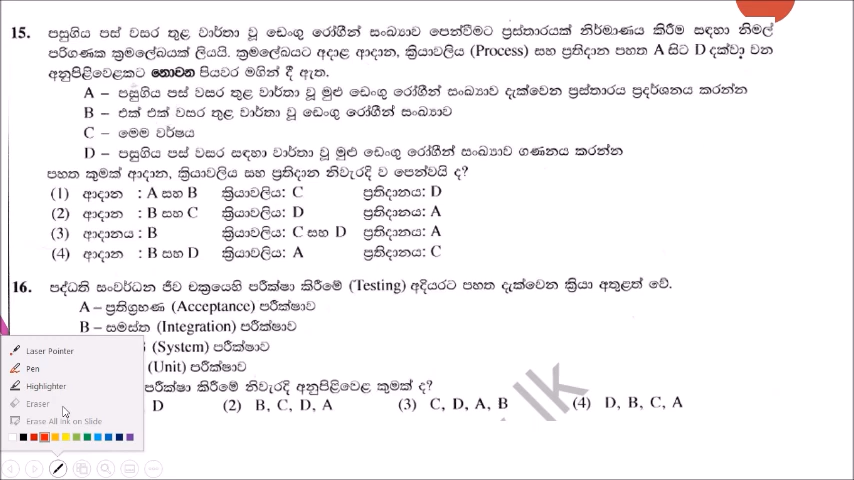 15. පසුගිය පස් වසර තුළ වාර්තා වූ ඩෙංගු රෝගීන් සංඛ්‍යාව පෙන්වීමට ප්‍රස්තාරයක් නිර්මාණය කිරීම සඳහා නිමල්
පරිගණක ක්‍රමලේඛයක් ලියයි. ක්‍රමලේඛයට අදාළ ආදාන, ක්‍රියාවලිය (Process) සහ ප්‍රතිදාන පහත A සිට D දක්වා වන
අනුපිළිවෙළකට නොවන පියවර මගින් දී ඇත.
A – පසුගිය පස් වසර තුළ වාර්තා වූ මුළු ඩෙංගු රෝගීන් සංඛ්‍යාව දැක්වෙන ප්‍රස්තාරය ප්‍රදර්ශනය කරන්න
B – එක් එක් වසර තුළ වාර්තා වූ ඩෙංගු රෝගීන් සංඛ්‍යාව
C – මෙම වර්ෂය
D – පසුගිය පස් වසර සඳහා වාර්තා වූ මුළු ඩෙංගු රෝගීන් සංඛ්‍යාව ගණනය කරන්න
පහත කුමක් ආදාන, ක්‍රියාවලිය සහ ප්‍රතිදාන නිවැරදි ව පෙන්වයි ද?
(1) ආදාන : A සහ B ක්‍රියාවලිය: C ප්‍රතිදානය: D
(2) ආදාන : B සහ C ක්‍රියාවලිය: D ප්‍රතිදානය: A
(3) ආදානය : B ක්‍රියාවලිය: C සහ D ප්‍රතිදානය: A
(4) ආදාන : B සහ D ක්‍රියාවලිය: A ප්‍රතිදානය: C
16. පද්ධති සංවර්ධන ජීව චක්‍රයෙහි පරීක්ෂා කිරීමේ (Testing) අදියරට පහත දැක්වෙන ක්‍රියා අතුළත් වේ.
A – ප්‍රතිග්‍රහණ (Acceptance) පරීක්ෂාව
B – සමස්ත (Integration) පරීක්ෂාව
(System) පරීක්ෂාව
(Unit) පරීක්ෂාව
පරීක්ෂා කිරීමේ නිවැරදි අනුපිළිවෙළ කුමක් ද?
D (2) B, C, D, A (3) C, D, A, B (4) D, B, C, A
lk
Laser Pointer
Pen
Highlighter
Eraser
Erase All Ink on Slide